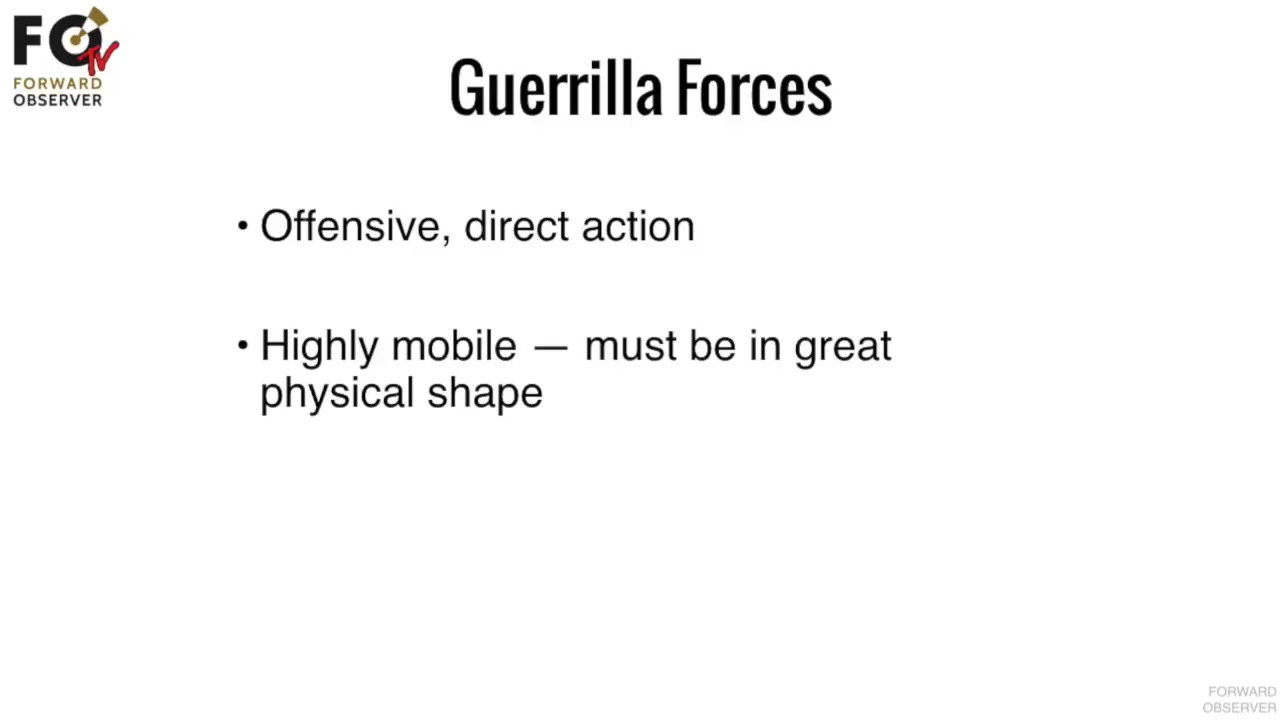 FO
TV
FORWARD
OBSERVER
Guerrilla Forces
• Offensive, direct action
• Highly mobile — must be in great
physical shape
FORWARD
OBSERVER